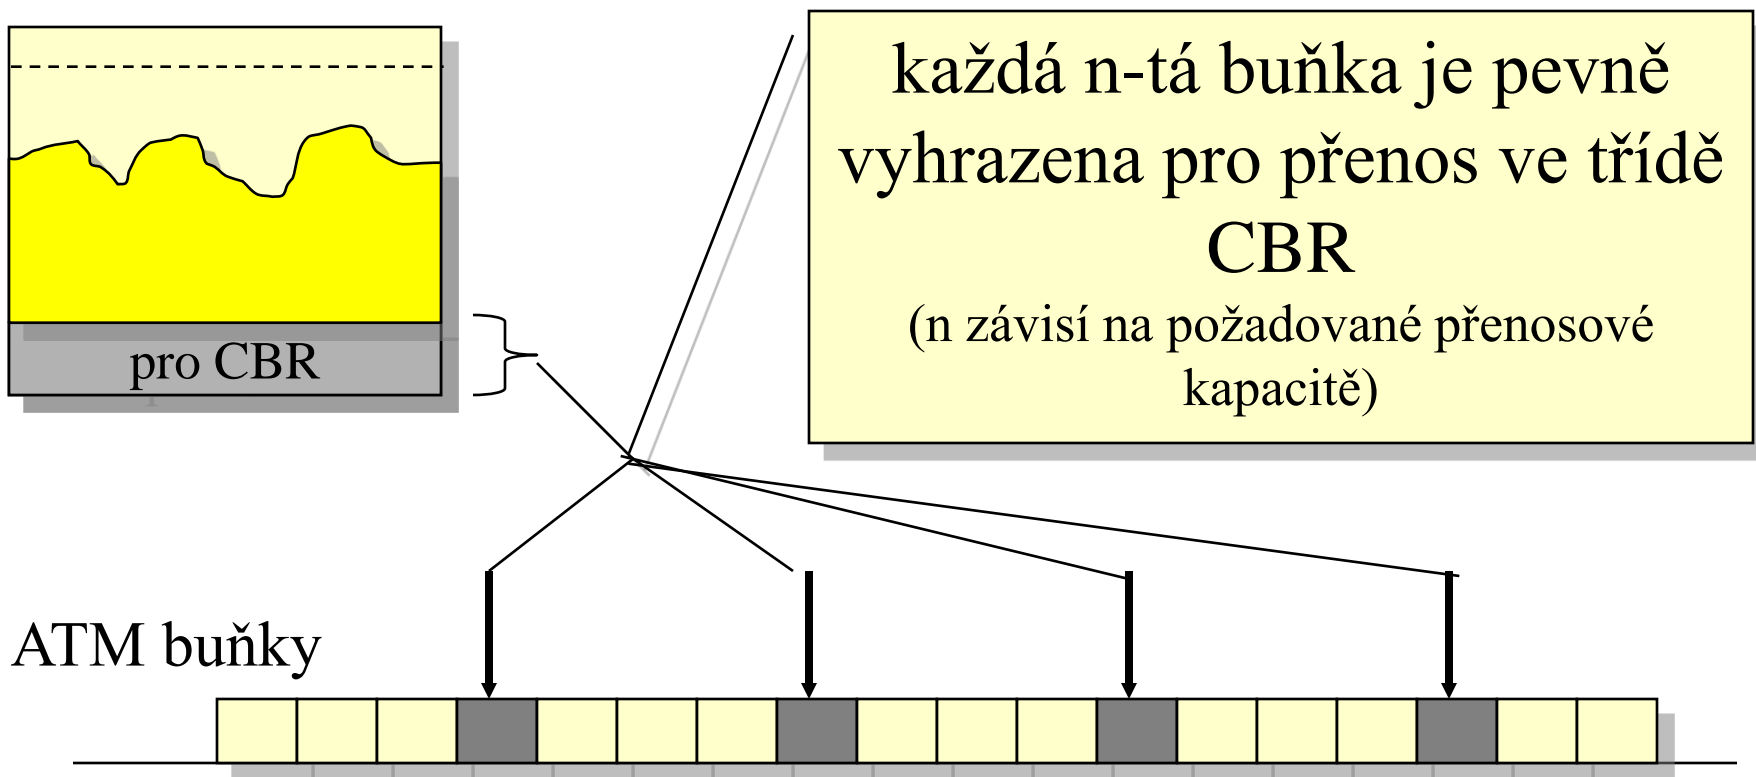 každá n-tá buňka je pevně
vyhrazena pro přenos ve třídě
CBR
(n závisí na požadované přenosové
kapacitě)
pro CBR
ATM buňky